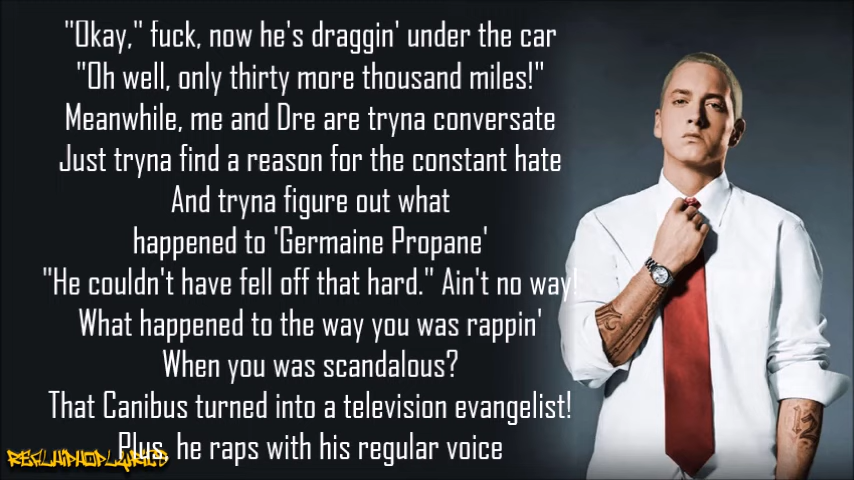 "Okay," fuck, now he's draggin' under the car
"Oh well, only thirty more thousand miles!"
Meanwhile, me and Dre are tryna conversate
Just tryna find a reason for the constant hate
And tryna figure out what
happened to 'Germaine Propane'
"He couldn't have fell off that hard." Ain't no way!
What happened to the way you was rappin'
When you was scandalous?
That Canibus turned into a television evangelist!
Plus, he raps with his regular voice
REALHIPHOPLYRICS